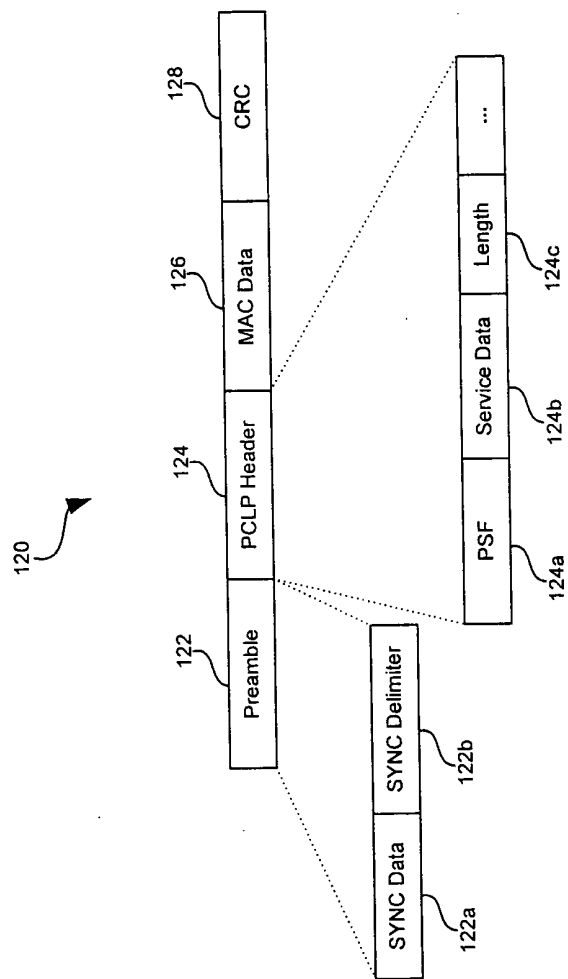 120
122
124
126
128
Preamble
PCLP Header
MAC Data
CRC
SYNC Data
SYNC Delimiter
122a
122b
PSF
Service Data
Length
...
124a
124b
124c